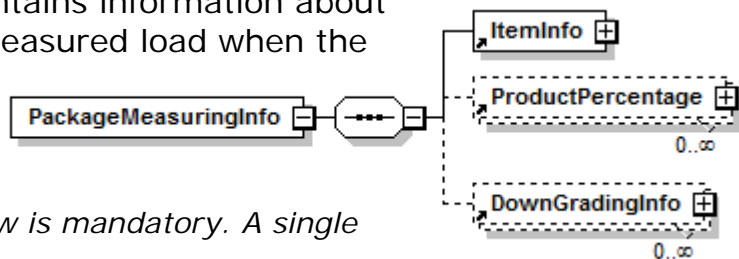 ntains information about
easured load when the
ItemInfo
ProductPercentage
0..∞
PackageMeasuringInfo
DownGradingInfo
0..∞
w is mandatory. A single